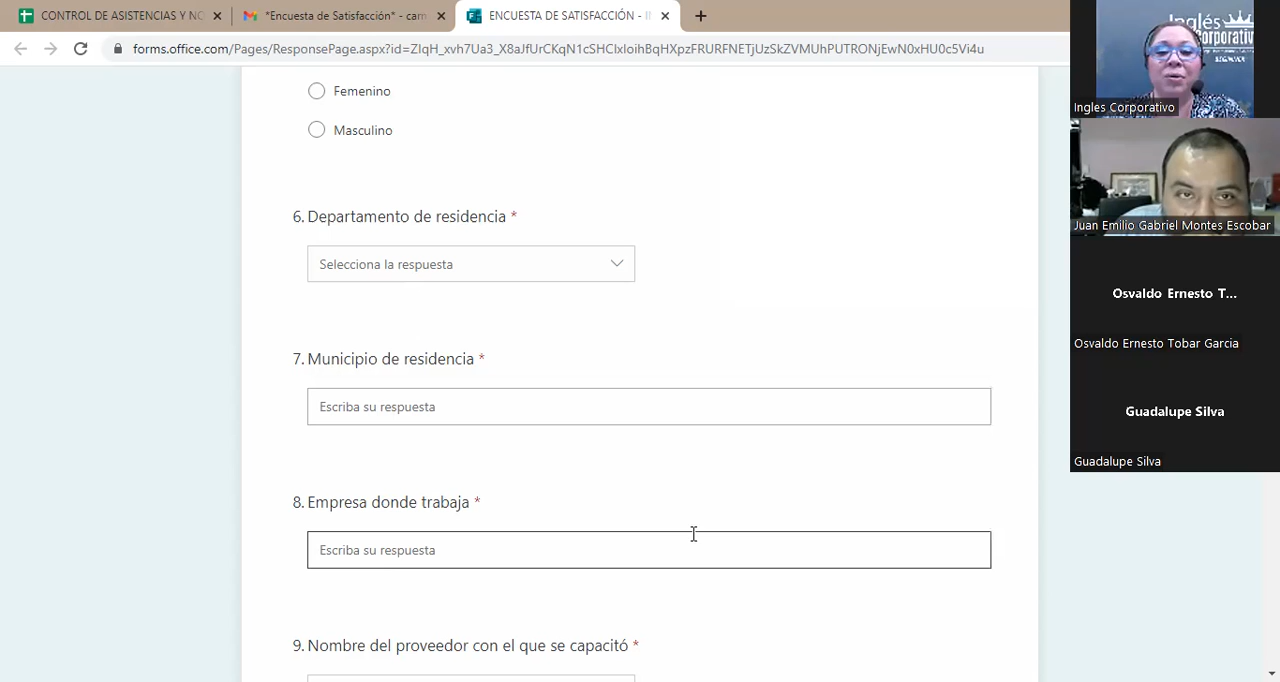 CONTROL DE ASISTENCIAS Y NO
*Encuesta de Satisfacción* - carn
ENCUESTA DE SATISFACCIÓN - I
forms.office.com/Pages/ResponsePage.aspx?id=ZIqH_xvh7Ua3_X8aJfUrCKqN1cSHCIxIoihBqHXpzFRURFNETjUzSkZVMUhPUTRONjEwN0xHU0c5Vi4u
Femenino
Masculino
6. Departamento de residencia *
Selecciona la respuesta
7. Municipio de residencia *
Escriba su respuesta
8. Empresa donde trabaja *
Escriba su respuesta
9. Nombre del proveedor con el que se capacitó *
Inglés
Corporativo
Ingles Corporativo
Juan Emilio Gabriel Montes Escobar
Osvaldo Ernesto T...
Osvaldo Ernesto Tobar Garcia
Guadalupe Silva
Guadalupe Silva